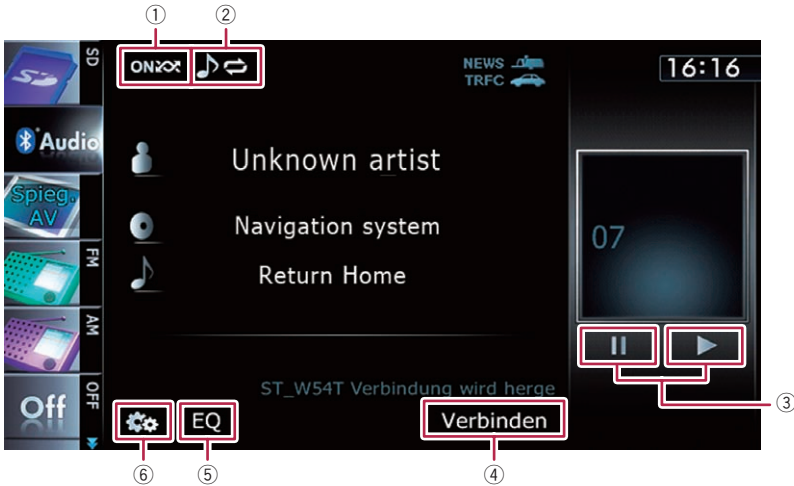 ① ②
SD
SD
ON
NEWS
TRFC
16:16
Audio
Unknown artist
Spieg.
AV
Navigation system
07
FM
Return Home
AM
ST_W54T Verbindung wird herge
③
Off
OFF
EQ
Verbinden
⑥ ⑤ ④